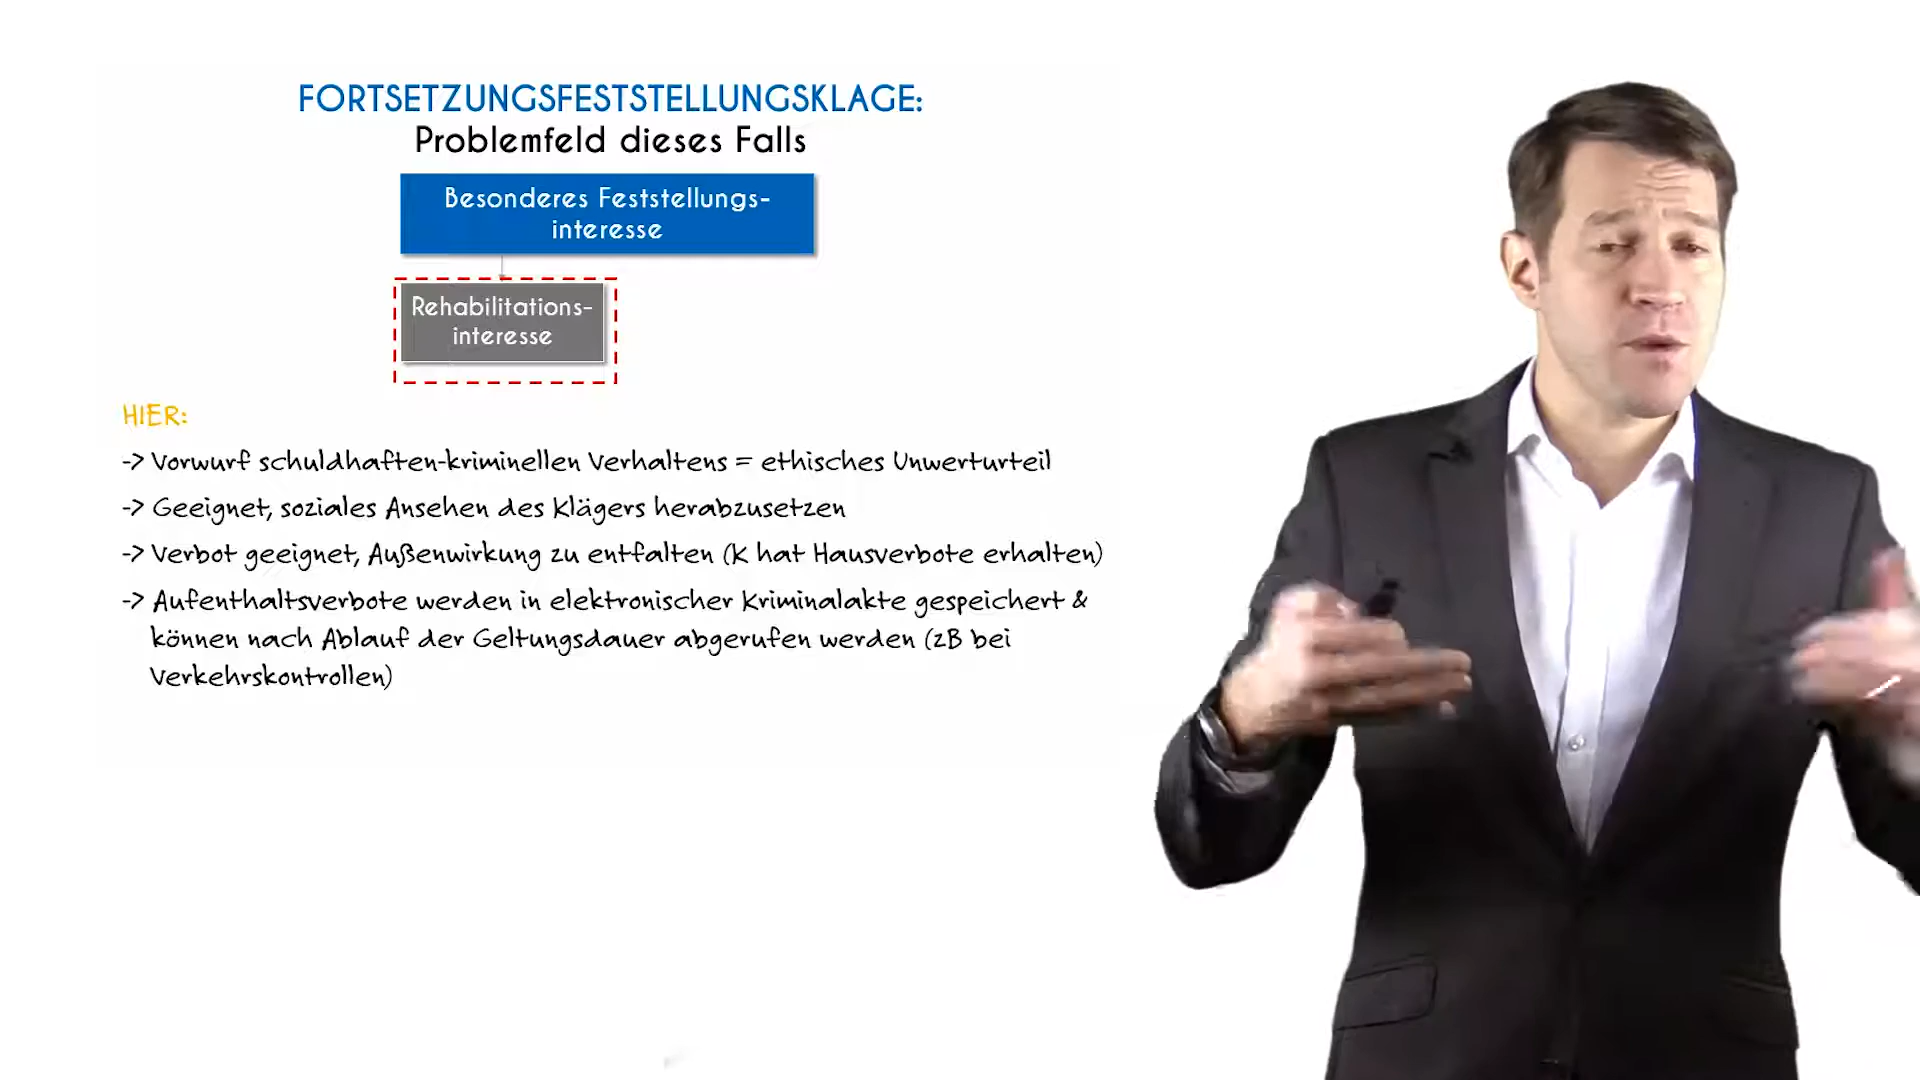 FORTSETZUNGSFESTSTELLUNGSKLAGE:
Problemfeld dieses Falls
Besonderes Feststellungs-
interesse
Rehabilitations-
interesse
HIER:
-> Vorwurf schuldhaften-kriminellen Verhaltens = ethisches Unwerturteil
-> Geeignet, soziales Ansehen des Klägers herabzusetzen
-> Verbot geeignet, Außenwirkung zu entfalten (K hat Hausverbote erhalten)
-> Aufenthaltsverbote werden in elektronischer Kriminalakte gespeichert &
können nach Ablauf der Geltungsdauer abgerufen werden (zB bei
Verkehrskontrollen)